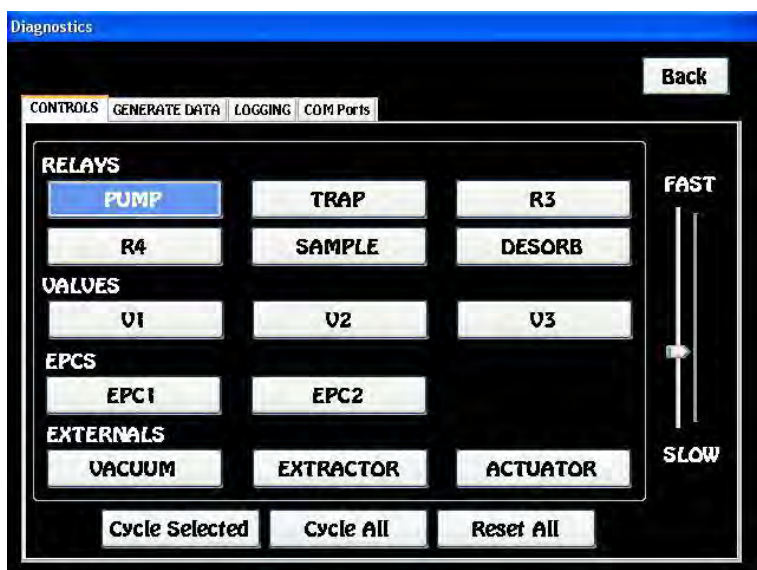 Diagnostics
Back
CONTROLS GENERATE DATA LOGGING COM Ports
RELAYS
PUMP TRAP R3
FAST
R4 SAMPLE DESORB
VALVES
V1 V2 V3
EPCS
EPC1 EPC2
EXTERNALS
VACUUM EXTRACTOR ACTUATOR
SLOW
Cycle Selected Cycle All Reset All